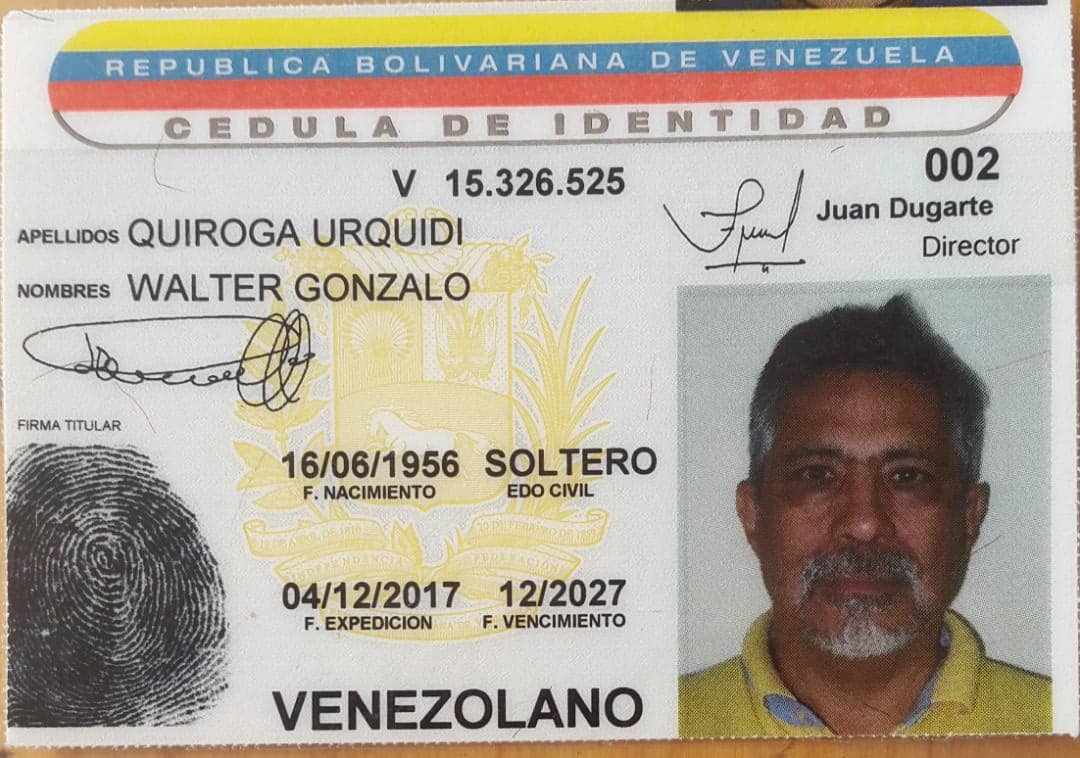 REPUBLICA BOLIVARIANA DE VENEZUELA
CEDULA DE IDENTIDAD
V 15.326.525
002
Juan Dugarte
Director
APELLIDOS QUIROGA URQUIDI
NOMBRES WALTER GONZALO
FIRMA TITULAR
16/06/1956 SOLTERO
F. NACIMIENTO EDO CIVIL
04/12/2017 12/2027
F. EXPEDICION F. VENCIMIENTO
VENEZOLANO